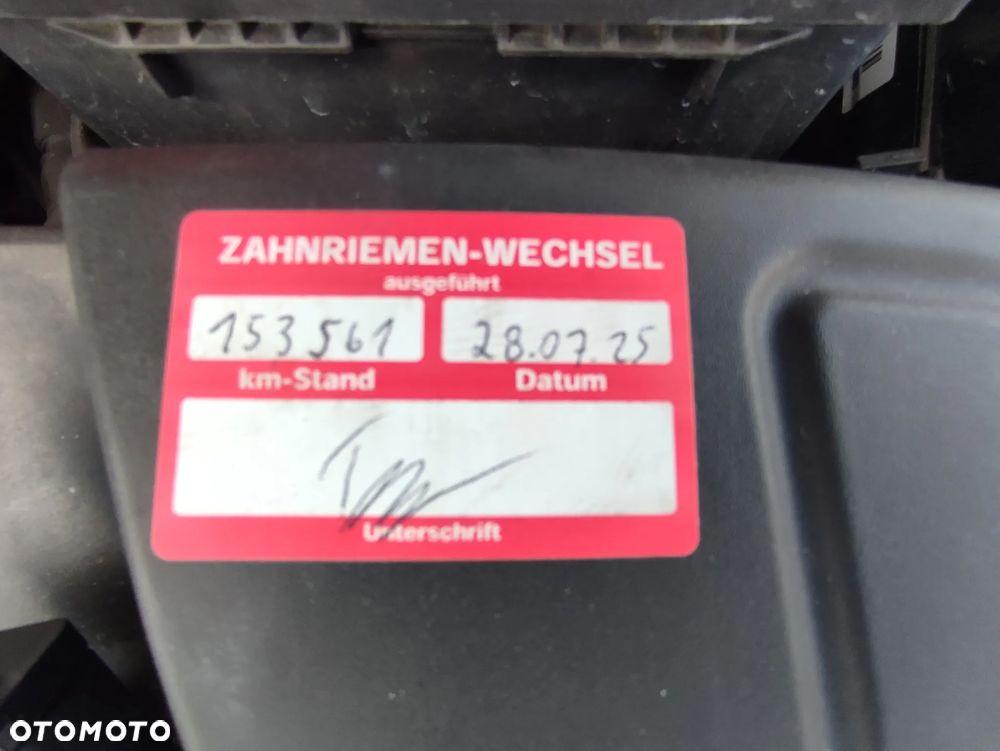 ZAHNRIEMEN-WECHSEL
ausgeführt
153561 28.07.25
km-Stand Datum
Unterschrift
OTOMOTO